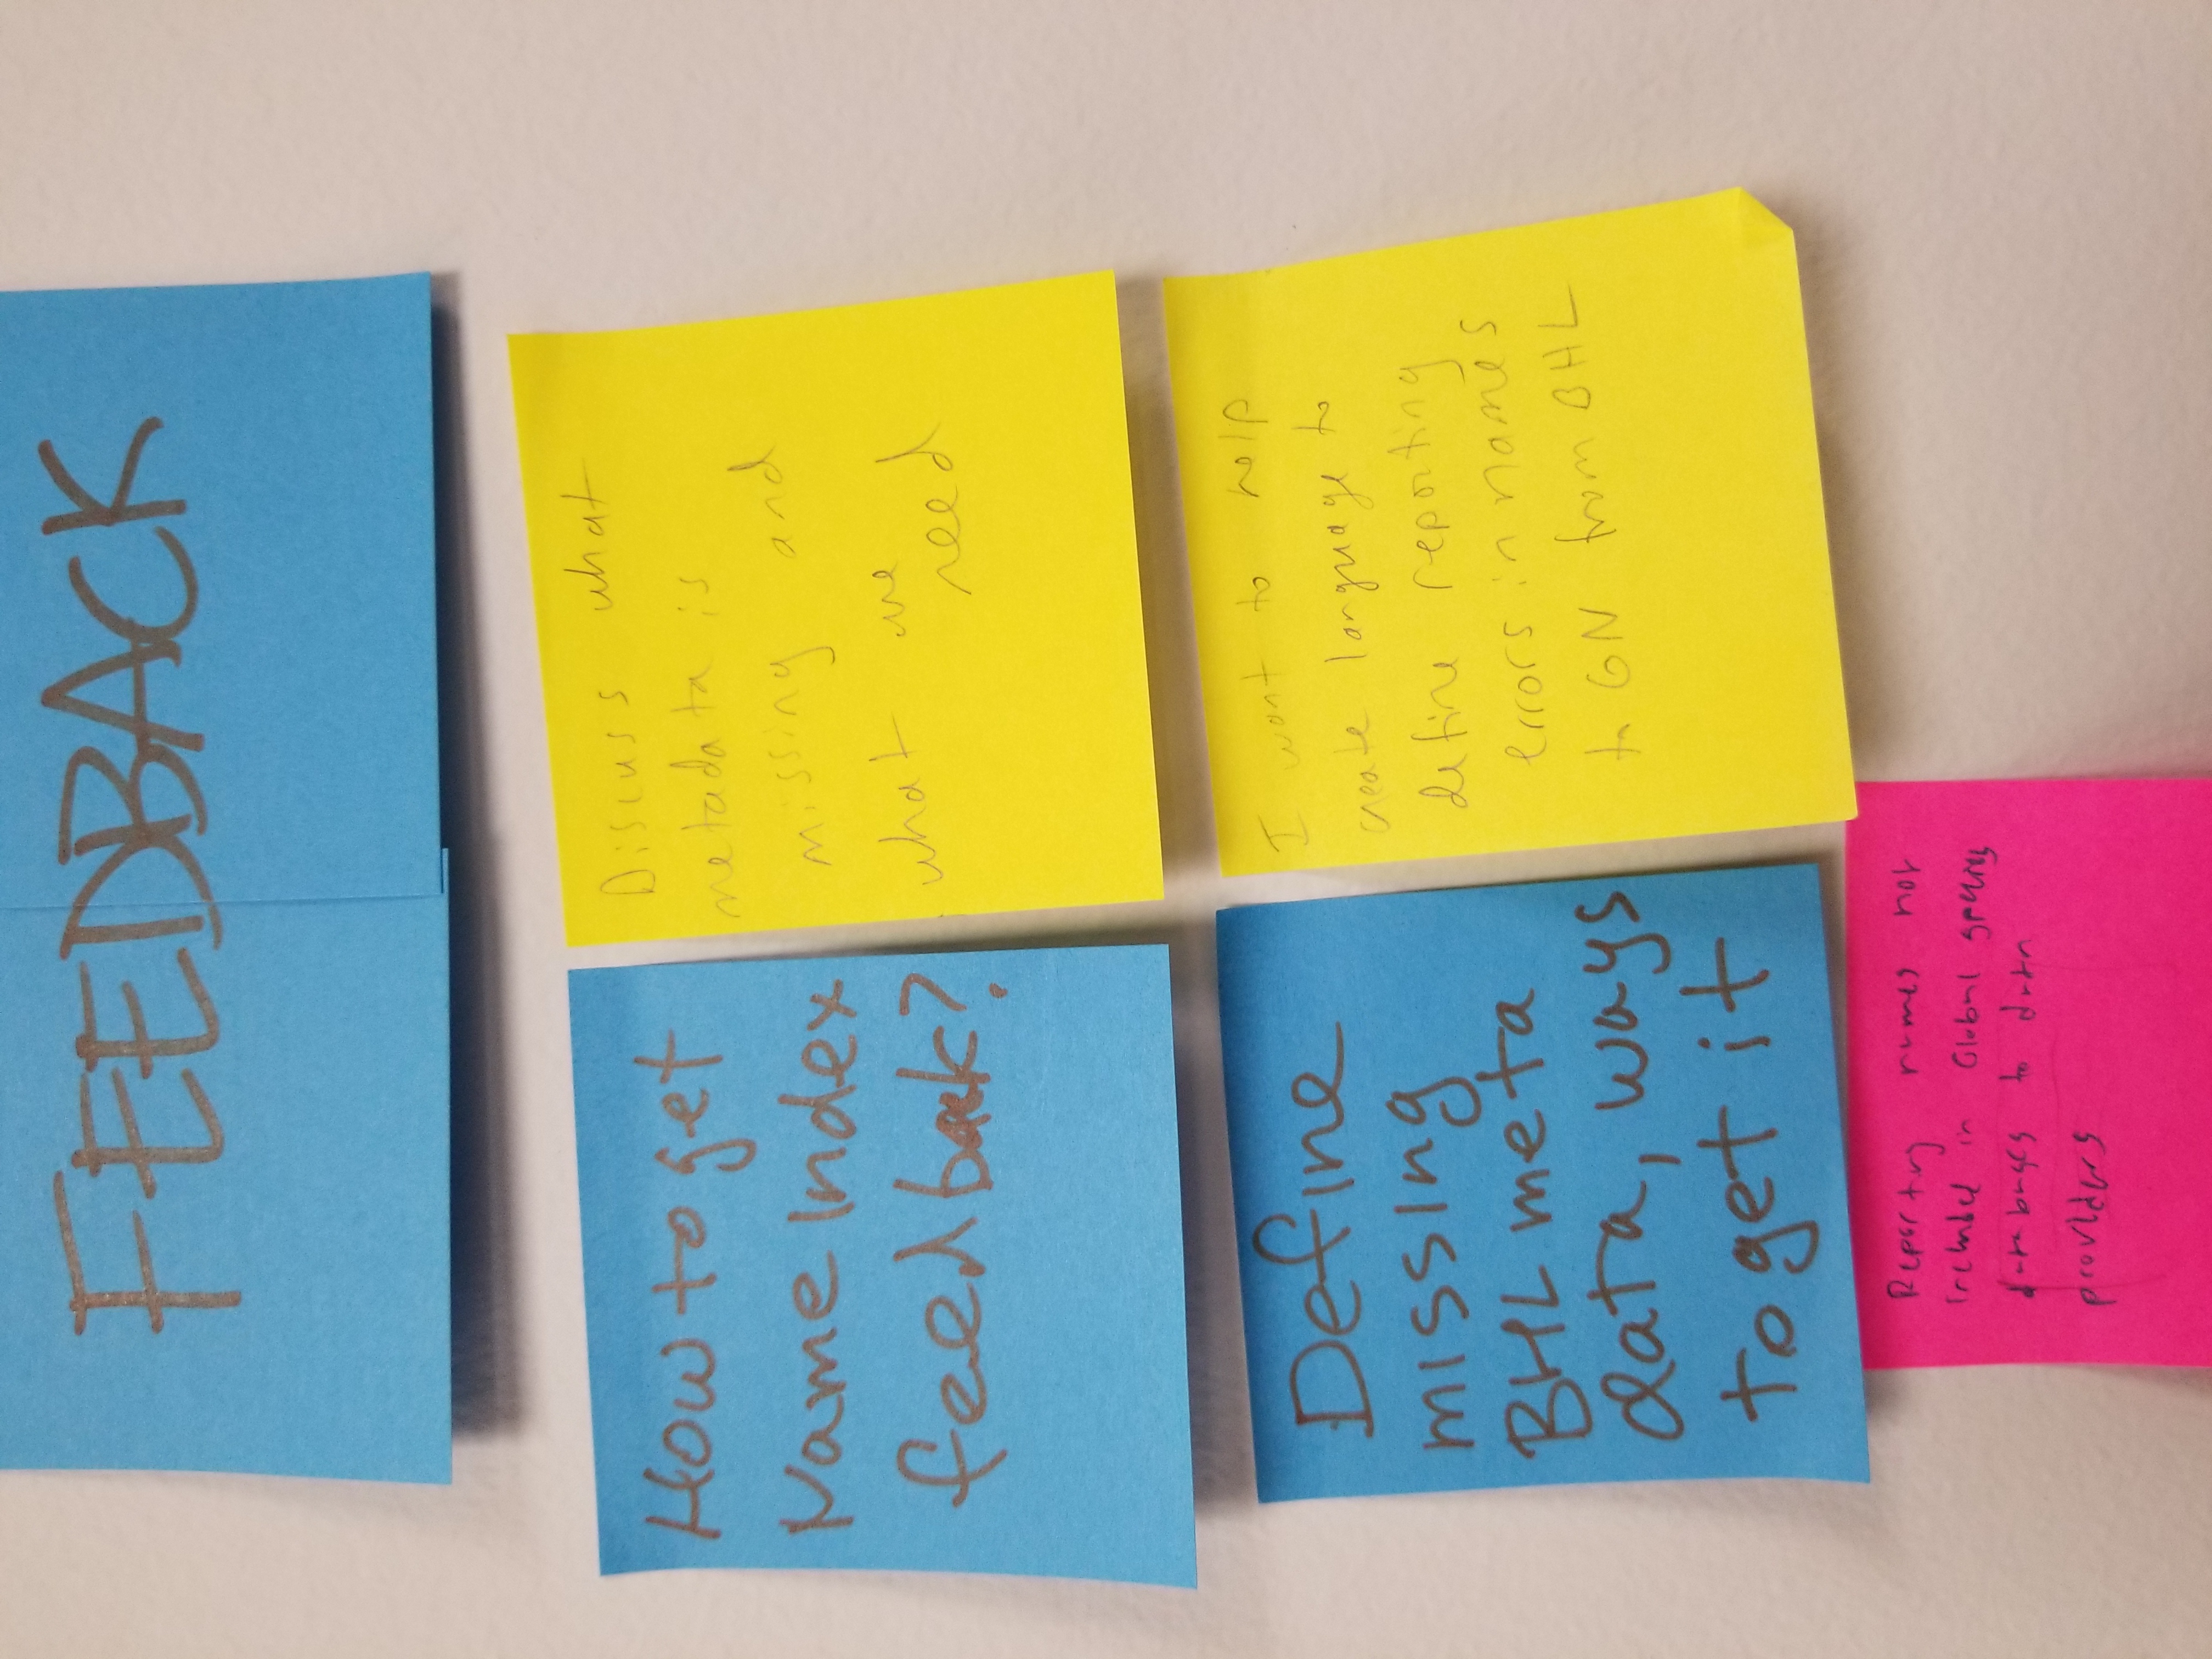 FEEDBACK
How to get
Name Index
feedback?
Discuss what
metadata is
missing and
what we
need
Define
missing
BHL meta
data, ways
to get it
I want to help
create language to
define reporting
errors in names
to GN from BHL
Reporting names not
included in Global species
databases to data
providers